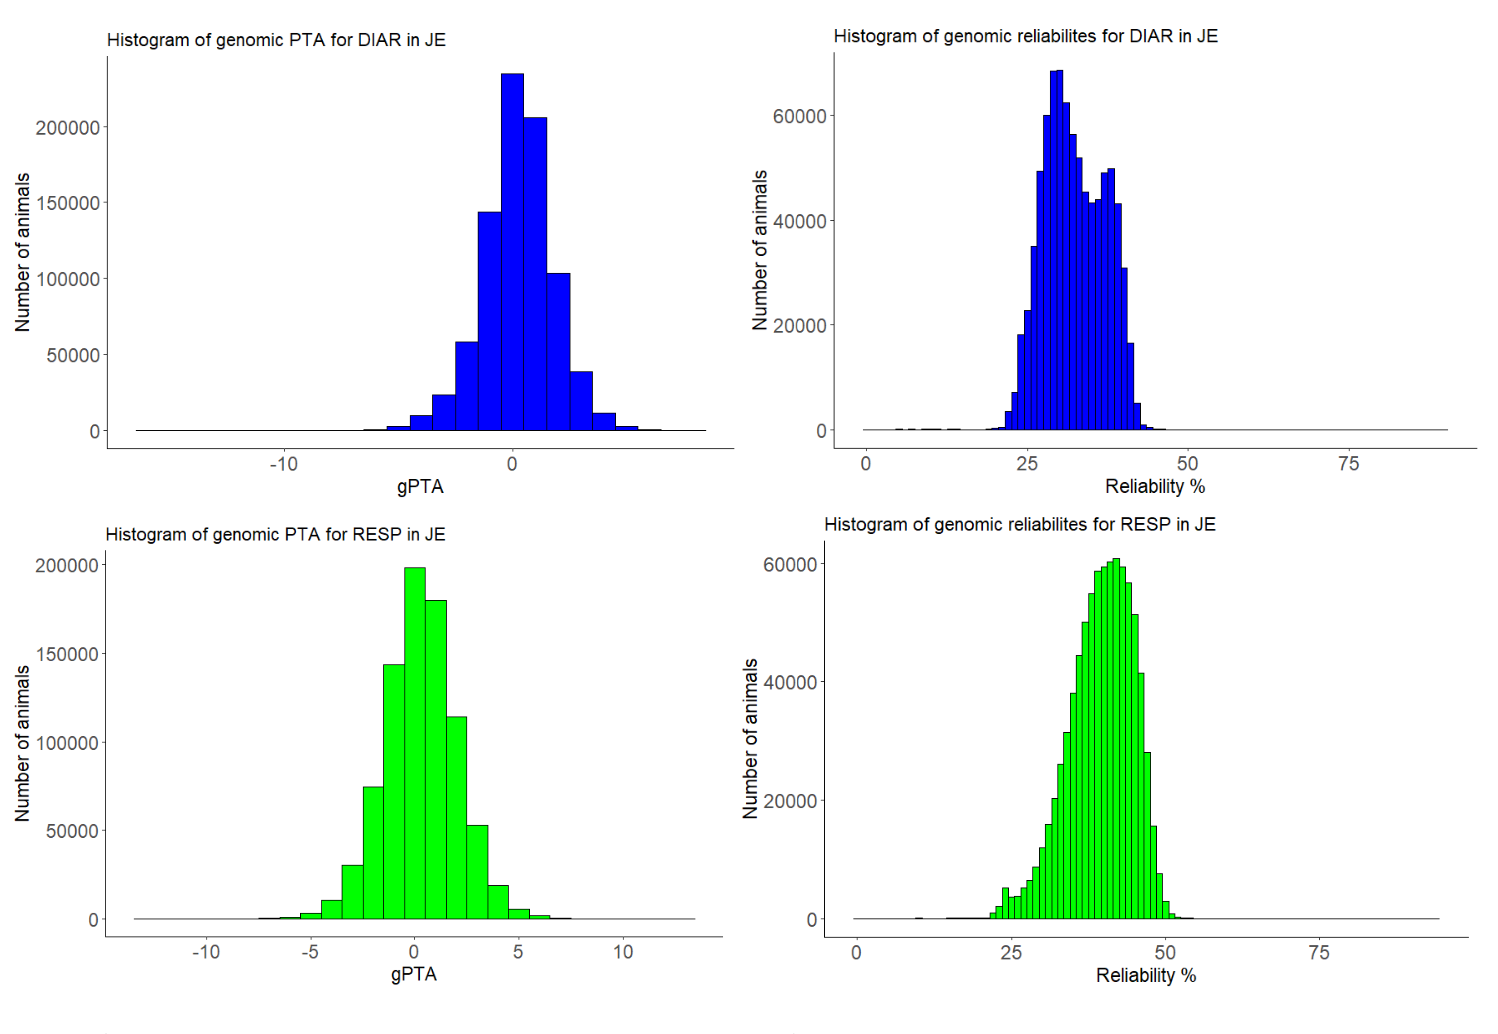 Histogram of genomic PTA for DIAR in JE
Number of animals
200000
150000
100000
50000
0
-10 0
gPTA
Histogram of genomic reliabilites for DIAR in JE
Number of animals
60000
40000
20000
0
0 25 50 75
Reliability %
Histogram of genomic PTA for RESP in JE
Number of animals
200000
150000
100000
50000
0
-10 -5 0 5 10
gPTA
Histogram of genomic reliabilites for RESP in JE
Number of animals
60000
40000
20000
0
0 25 50 75
Reliability %